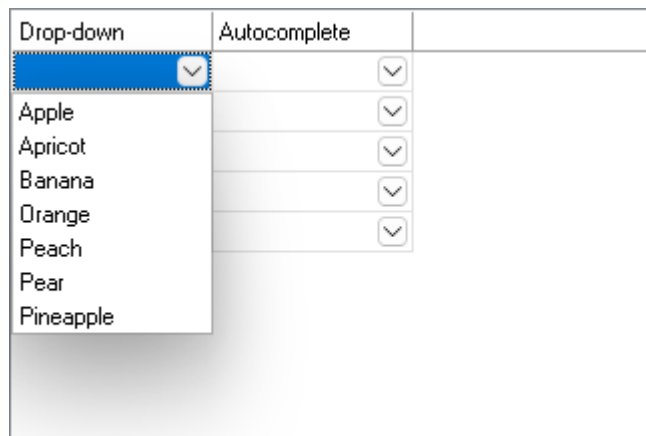 Drop-down Autocomplete
Apple
Apricot
Banana
Orange
Peach
Pear
Pineapple